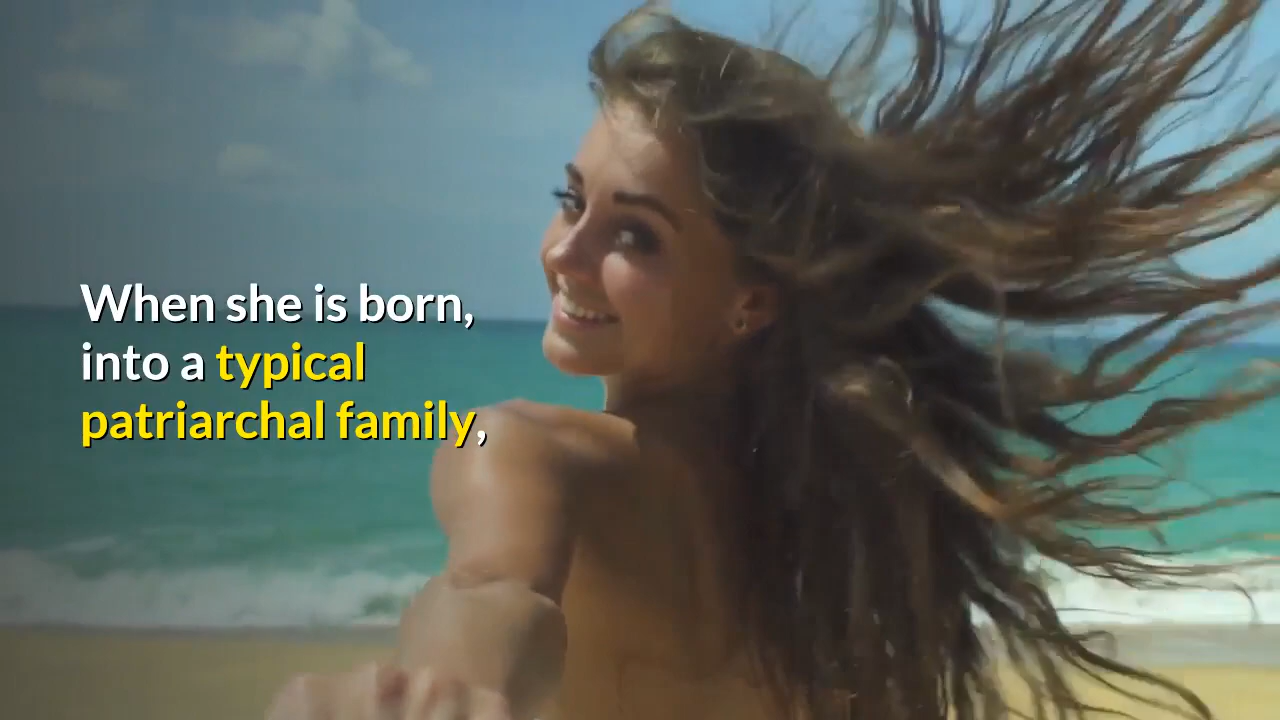 When she is born,
into a typical
patriarchal family,